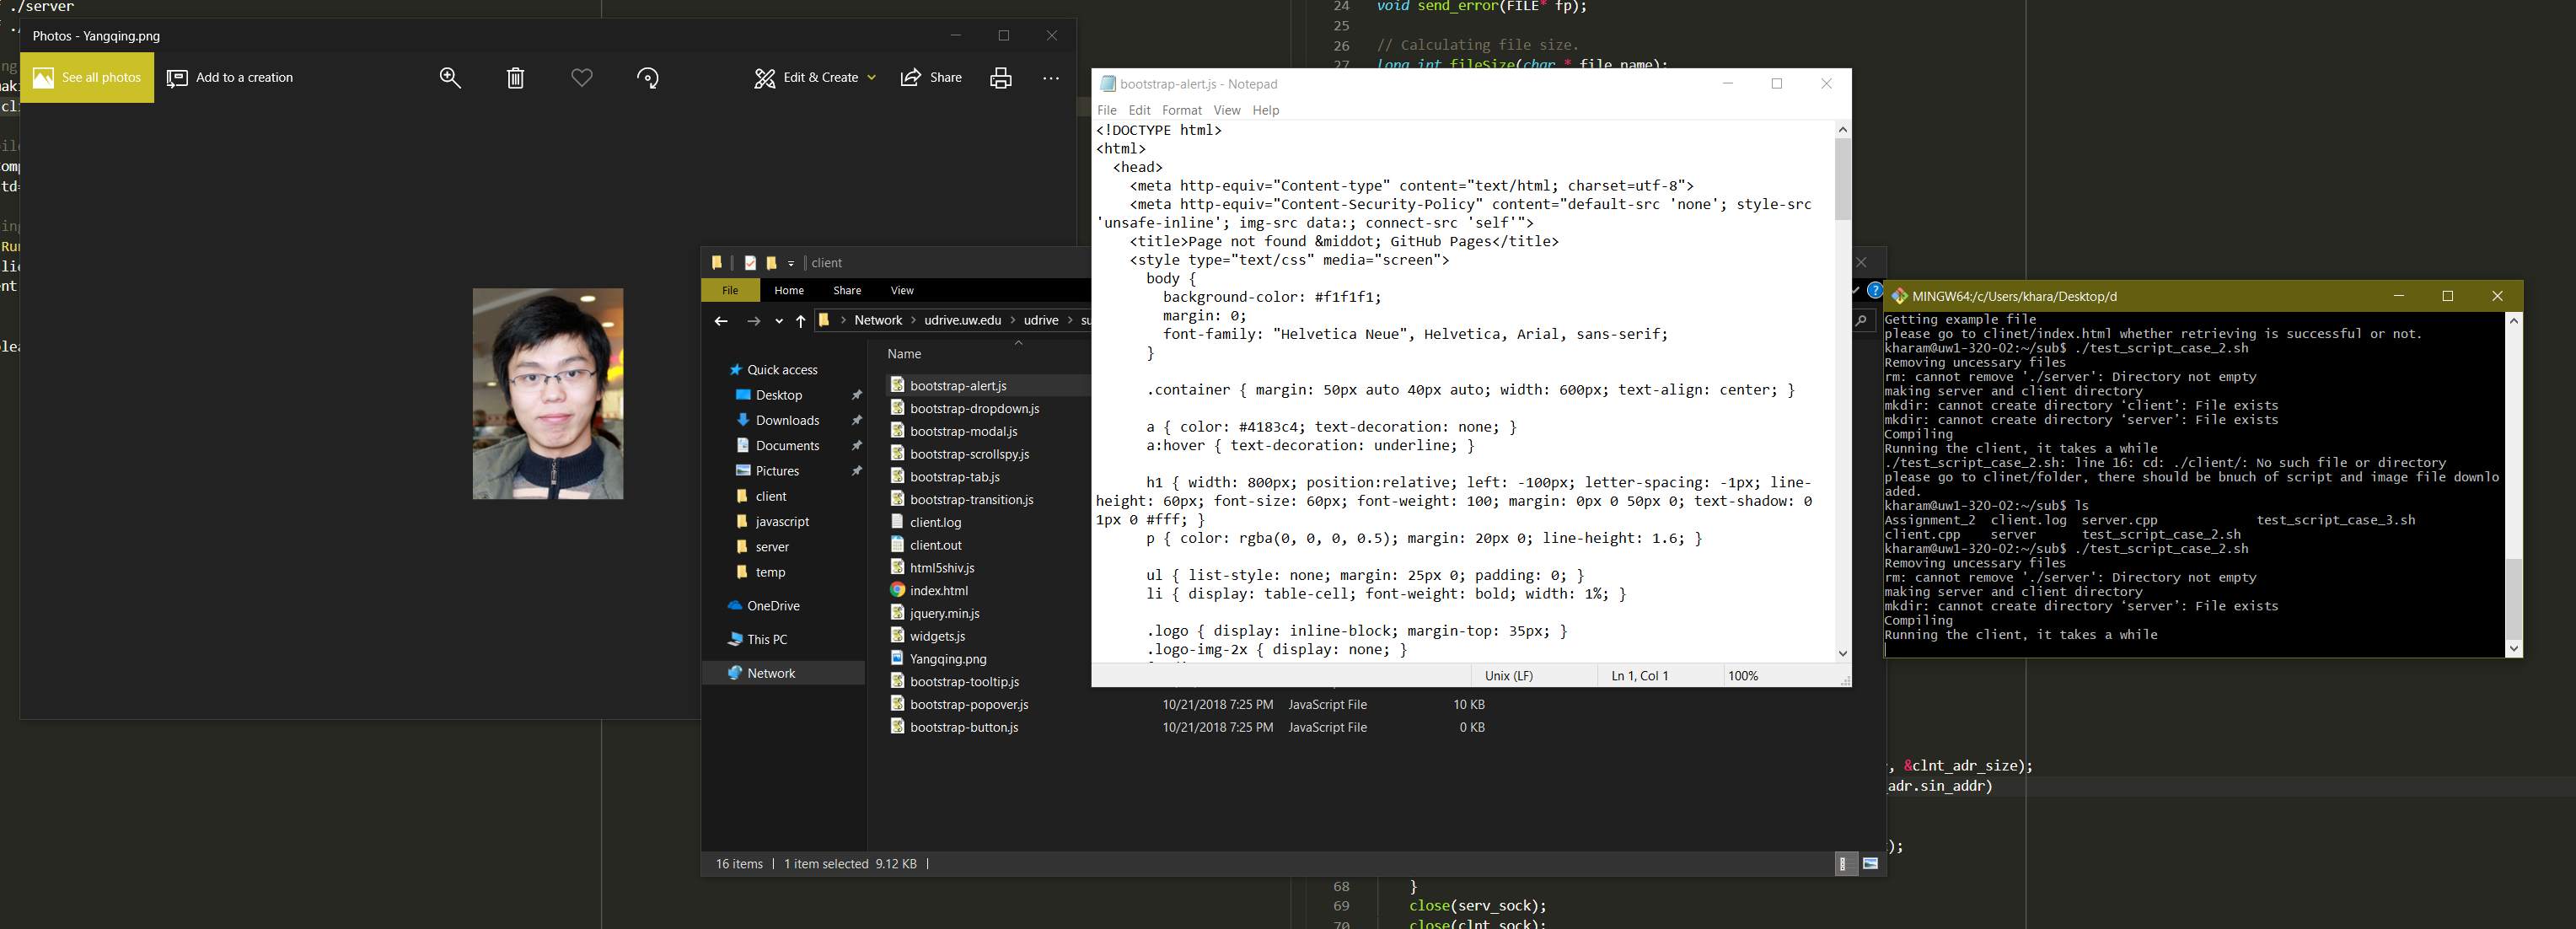 ./server
Photos - Yangqing.png
See all photos
Add to a creation
Edit & Create
Share
24 void send_error(FILE* fp);
25
26 // Calculating file size.
27 long int fileSize(char * file_name);
bootstrap-alert.js - Notepad
File Edit Format View Help
<!DOCTYPE html>
<html>
<head>
<meta http-equiv="Content-type" content="text/html; charset=utf-8">
<meta http-equiv="Content-Security-Policy" content="default-src 'none'; style-src
'unsafe-inline'; img-src data:; connect-src 'self'">
<title>Page not found &middot; GitHub Pages</title>
<style type="text/css" media="screen">
body {
background-color: #f1f1f1;
margin: 0;
font-family: "Helvetica Neue", Helvetica, Arial, sans-serif;
}
.container { margin: 50px auto 40px auto; width: 600px; text-align: center; }
a { color: #4183c4; text-decoration: none; }
a:hover { text-decoration: underline; }
h1 { width: 800px; position:relative; left: -100px; letter-spacing: -1px; line-
height: 60px; font-size: 60px; font-weight: 100; margin: 0px 0 50px 0; text-shadow: 0
1px 0 #fff; }
p { color: rgba(0, 0, 0, 0.5); margin: 20px 0; line-height: 1.6; }
ul { list-style: none; margin: 25px 0; padding: 0; }
li { display: table-cell; font-weight: bold; width: 1%; }
.logo { display: inline-block; margin-top: 35px; }
.logo-img-2x { display: none; }
Unix (LF) Ln 1, Col 1 100%
client
File Home Share View
Network > udrive.uw.edu > udrive > su
Name
Quick access
Desktop
Downloads
Documents
Pictures
client
javascript
server
temp
OneDrive
This PC
Network
bootstrap-alert.js
bootstrap-dropdown.js
bootstrap-modal.js
bootstrap-scrollspy.js
bootstrap-tab.js
bootstrap-transition.js
client.log
client.out
html5shiv.js
index.html
jquery.min.js
widgets.js
Yangqing.png
bootstrap-tooltip.js
bootstrap-popover.js 10/21/2018 7:25 PM JavaScript File 10 KB
bootstrap-button.js 10/21/2018 7:25 PM JavaScript File 0 KB
16 items 1 item selected 9.12 KB
MINGW64:/c/Users/khara/Desktop/d
Getting example file
please go to clinet/index.html whether retrieving is successful or not.
kharam@uw1-320-02:~/sub$ ./test_script_case_2.sh
Removing uncessary files
rm: cannot remove './server': Directory not empty
making server and client directory
mkdir: cannot create directory ‘client’: File exists
mkdir: cannot create directory ‘server’: File exists
Compiling
Running the client, it takes a while
./test_script_case_2.sh: line 16: cd: ./client/: No such file or directory
please go to clinet/folder, there should be bnuch of script and image file downlo
aded.
kharam@uw1-320-02:~/sub$ ls
Assignment_2 client.log server.cpp test_script_case_3.sh
client.cpp server test_script_case_2.sh
kharam@uw1-320-02:~/sub$ ./test_script_case_2.sh
Removing uncessary files
rm: cannot remove './server': Directory not empty
making server and client directory
mkdir: cannot create directory ‘server’: File exists
Compiling
Running the client, it takes a while
, &clnt_adr_size);
adr.sin_addr)
);
68 }
69 close(serv_sock);
70 close(clnt_sock);